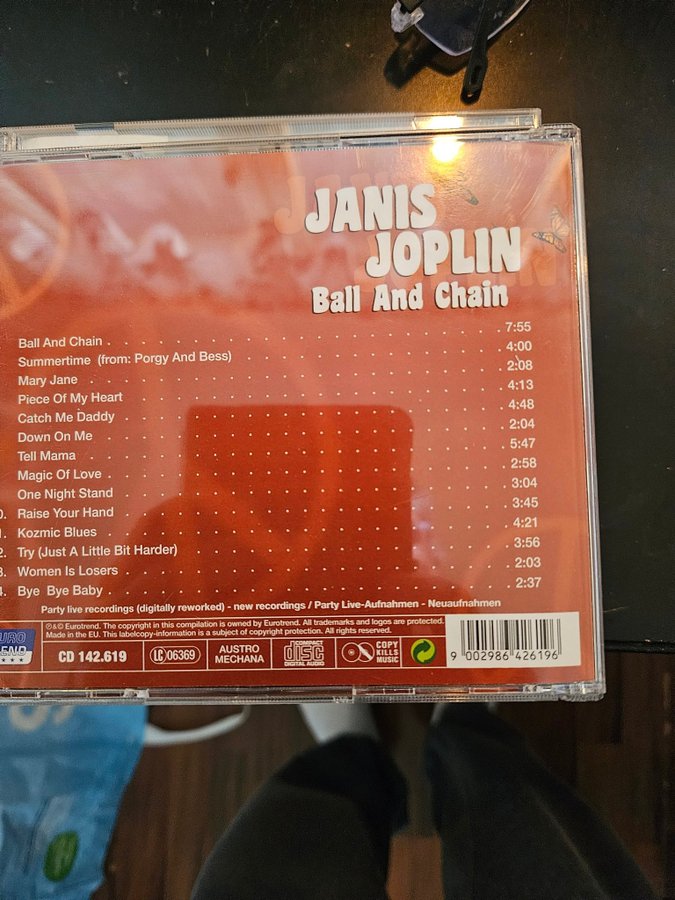 JANIS
JOPLIN
Ball And Chain
Ball And Chain 7:55
Summertime (from: Porgy And Bess) 4:00
Mary Jane 2:08
Piece Of My Heart 4:13
Catch Me Daddy 4:48
Down On Me 2:04
Tell Mama 5:47
Magic Of Love 2:58
One Night Stand 3:04
0. Raise Your Hand 3:45
1. Kozmic Blues 4:21
2. Try (Just A Little Bit Harder) 3:56
3. Women Is Losers 2:03
4. Bye Bye Baby 2:37
Party live recordings (digitally reworked) - new recordings / Party Live-Aufnahmen - Neuaufnahmen
℗&© Eurotrend. The copyright in this compilation is owned by Eurotrend. All trademarks and logos are protected.
Made in the EU. This labelcopy-information is a subject of copyright protection. All rights reserved.
URO
END
CD 142.619
LC 06369
AUSTRO
MECHANA
COMPACT
disc
DIGITAL AUDIO
COPY
KILLS
MUSIC
9 002986 426196